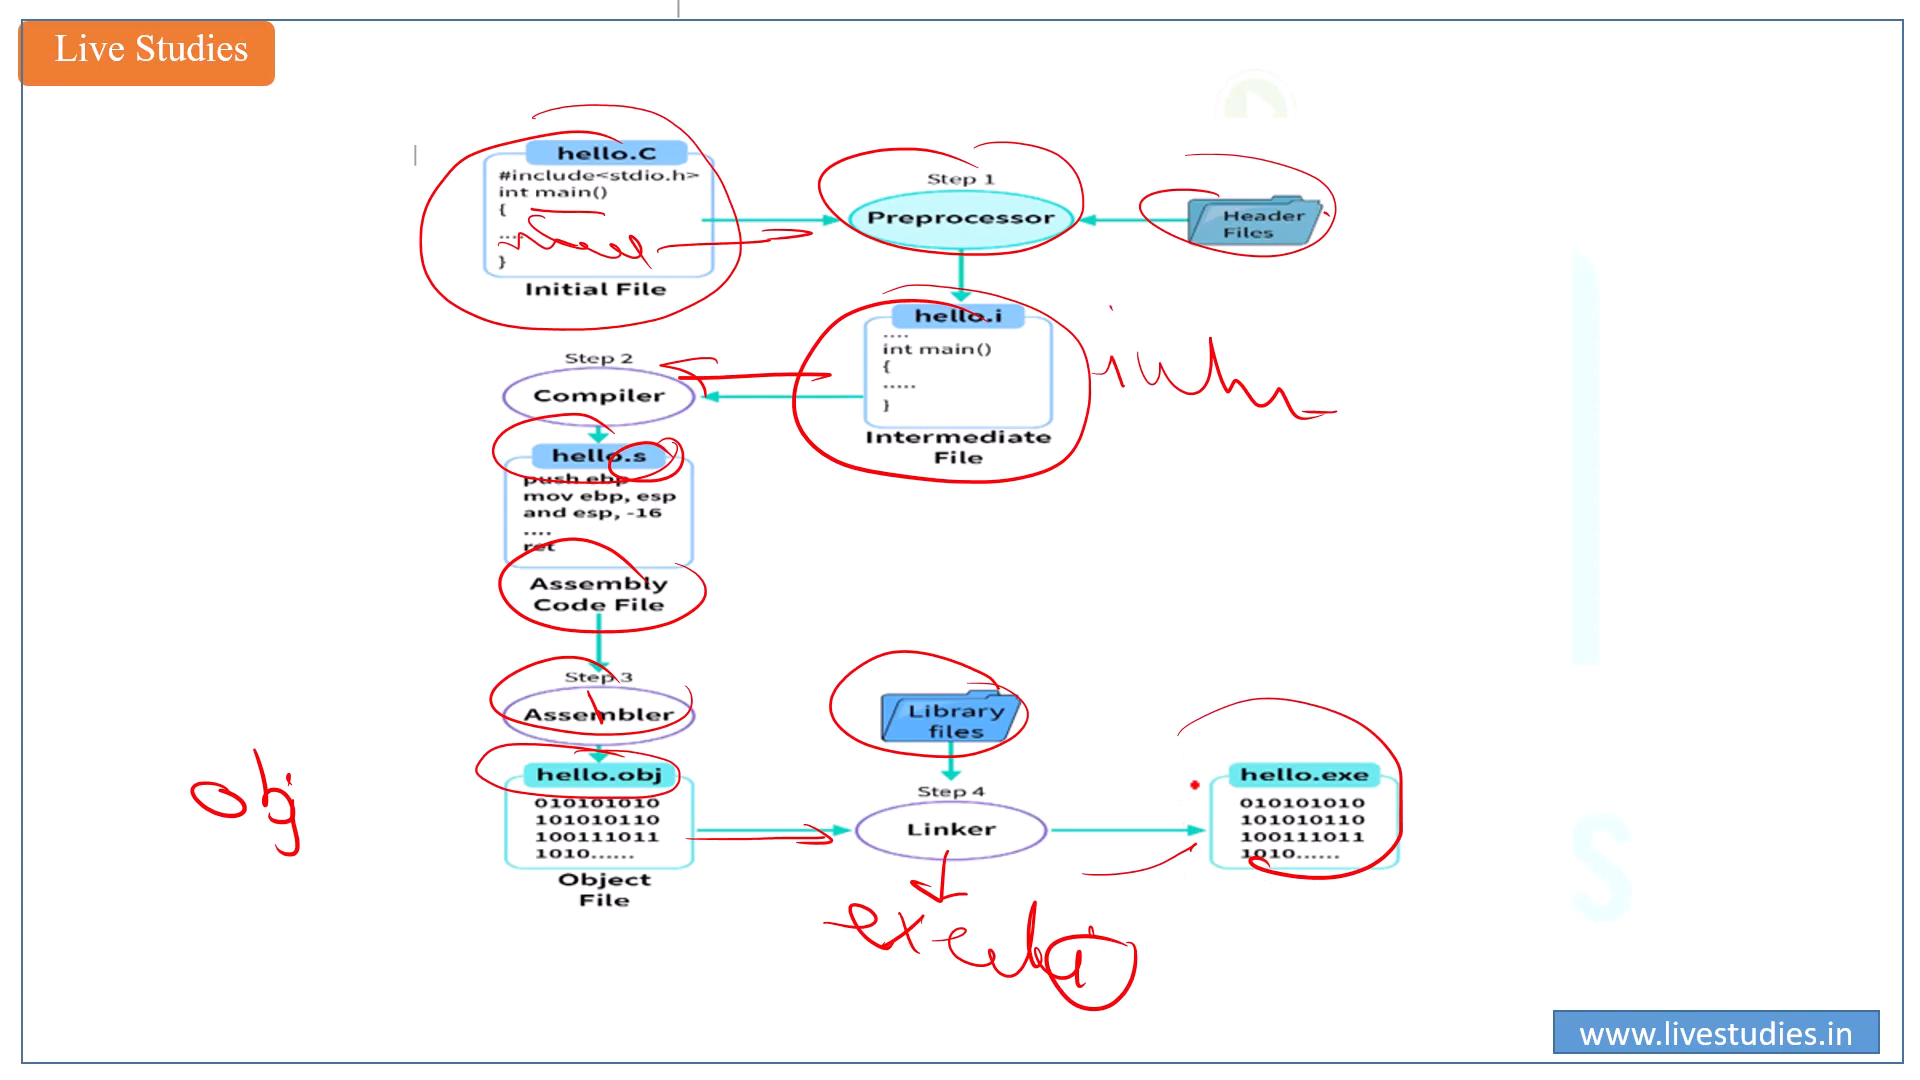 Live Studies
hello.C
#include<stdio.h>
int main()
{
....
}
Initial File
Step 1
Preprocessor
Header
Files
hello.i
....
int main()
{
.....
}
Intermediate
File
Step 2
Compiler
hello.s
push ebp
mov ebp, esp
and esp, -16
....
ret
Assembly
Code File
Step 3
Assembler
obj
hello.obj
010101010
101010110
100111011
1010......
Object
File
Library
files
Step 4
Linker
hello.exe
010101010
101010110
100111011
1010......
www.livestudies.in